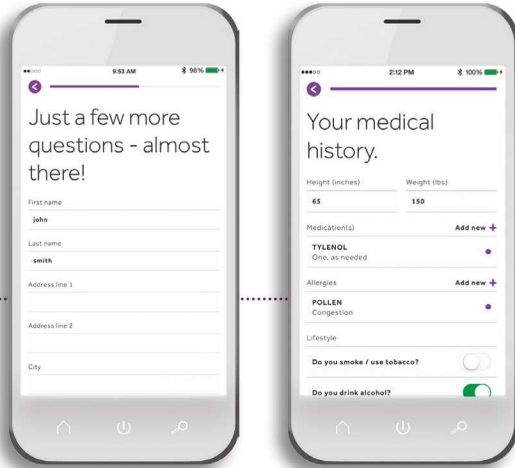 9:53 AM
98%
Just a few more
questions - almost
there!
First name
john
Last name
smith
Address line 1
Address line 2
City
2:12 PM
100%
Your medical
history.
Height (inches)
Weight (lbs)
65
150
Medication(s)
Add new +
TYLENOL
One, as needed
Allergies
Add new +
POLLEN
Congestion
Lifestyle
Do you smoke / use tobacco?
Do you drink alcohol?